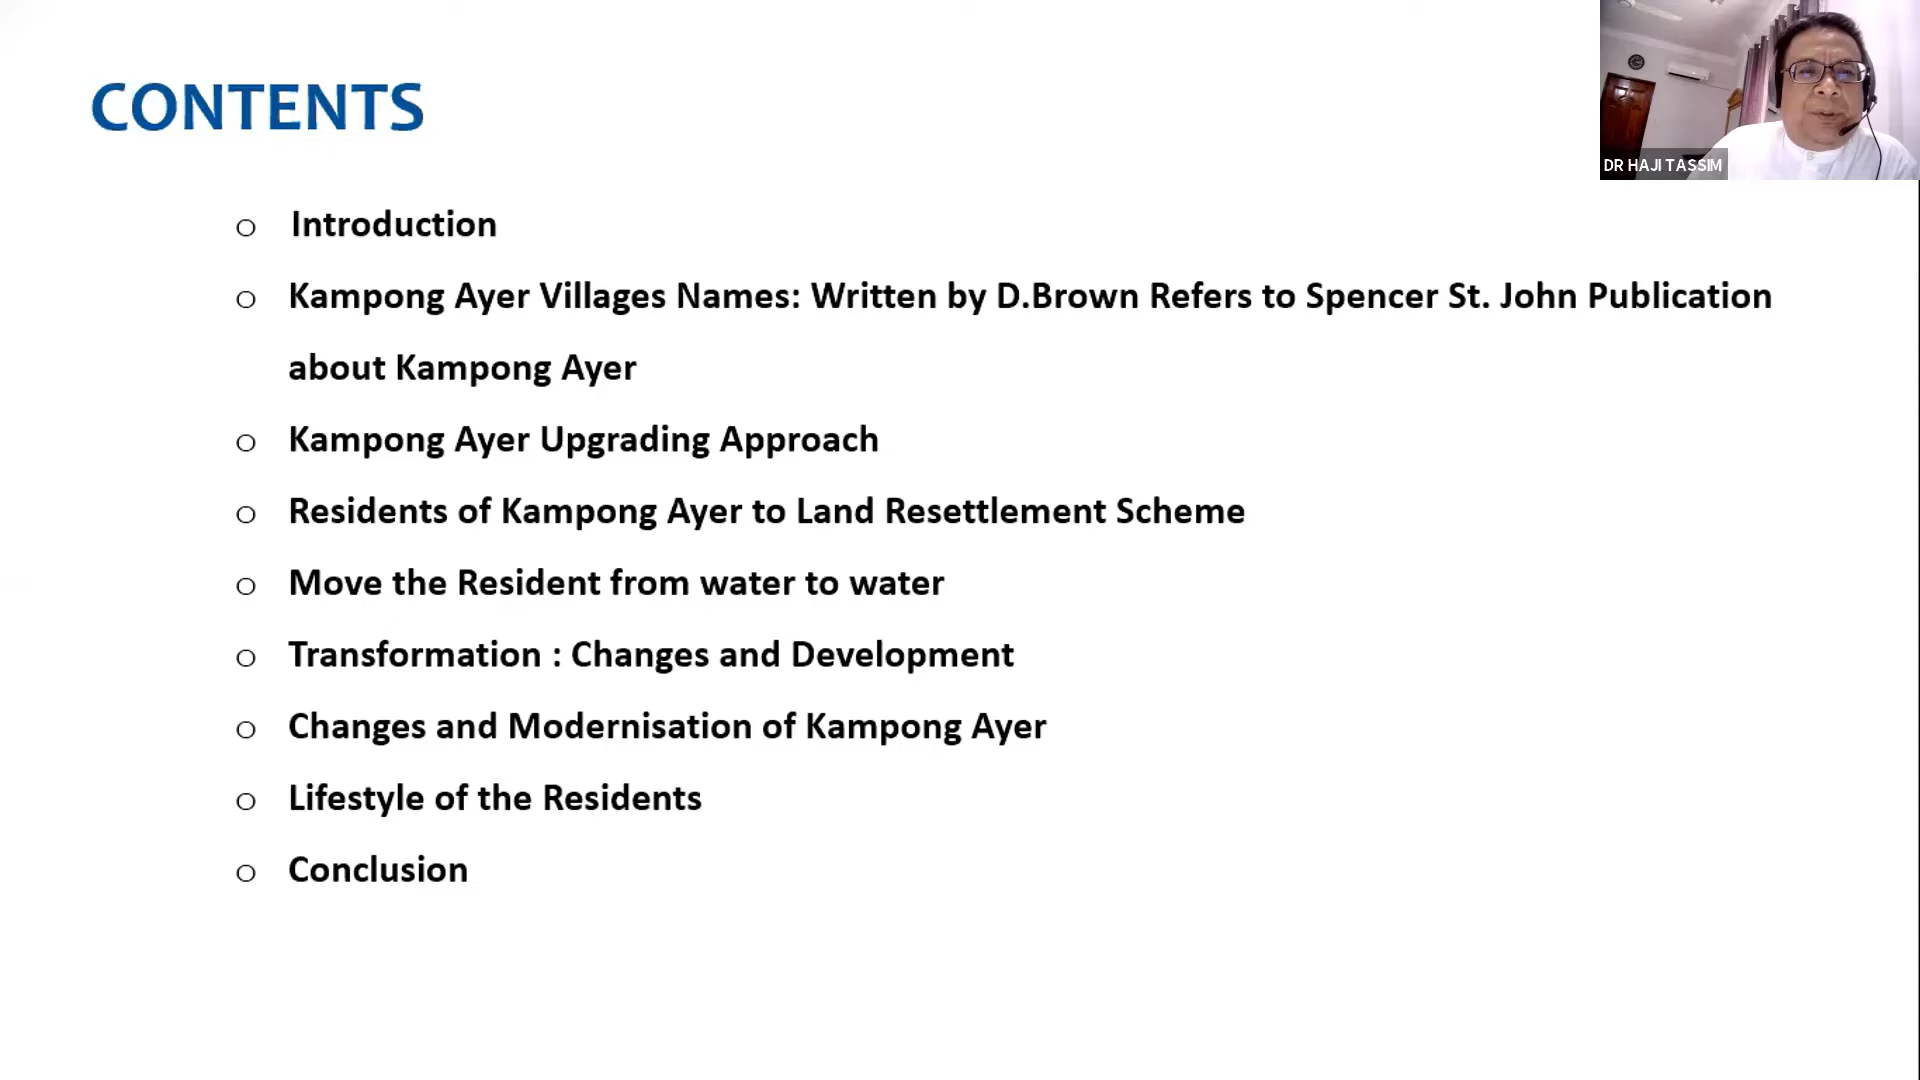 CONTENTS
DR HAJI TASSIM
o Introduction
o Kampong Ayer Villages Names: Written by D.Brown Refers to Spencer St. John Publication
about Kampong Ayer
o Kampong Ayer Upgrading Approach
o Residents of Kampong Ayer to Land Resettlement Scheme
o Move the Resident from water to water
o Transformation : Changes and Development
o Changes and Modernisation of Kampong Ayer
o Lifestyle of the Residents
o Conclusion